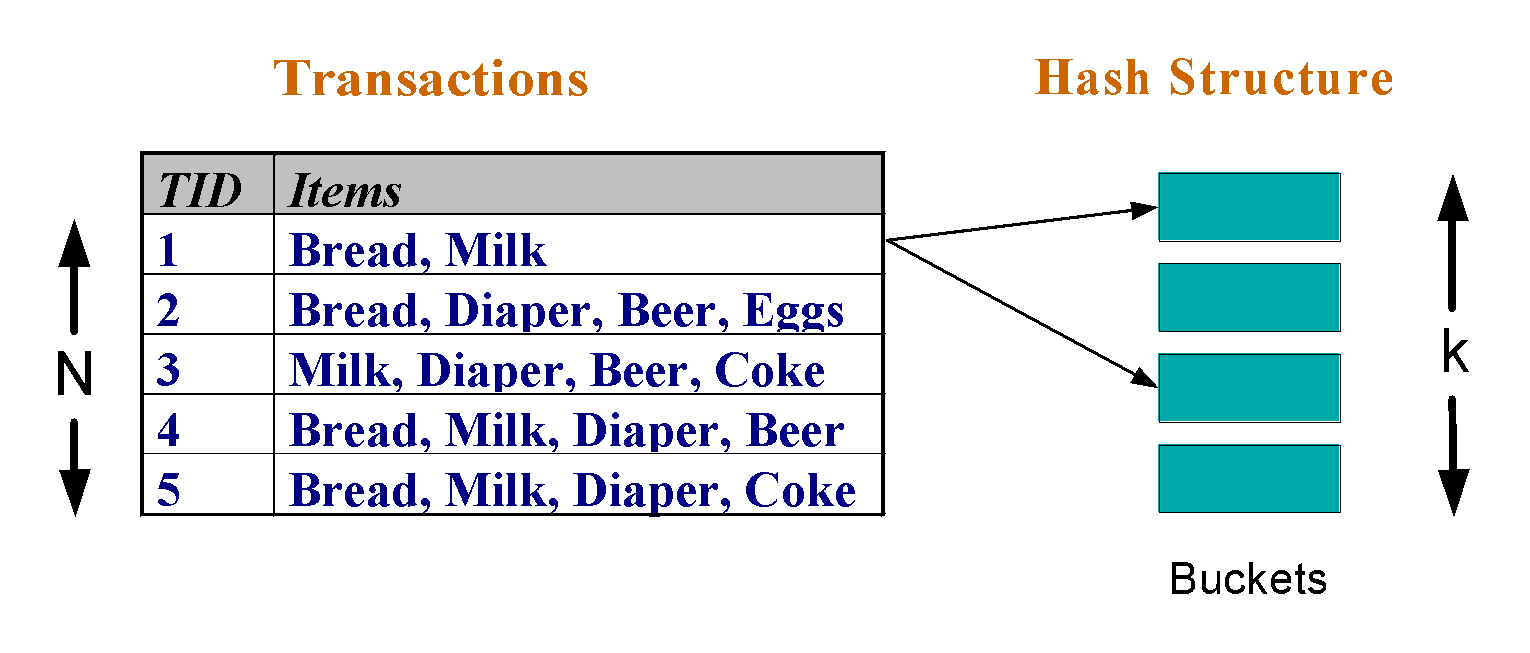 Transactions
Hash Structure
TID Items
1 Bread, Milk
2 Bread, Diaper, Beer, Eggs
3 Milk, Diaper, Beer, Coke
4 Bread, Milk, Diaper, Beer
5 Bread, Milk, Diaper, Coke
N
k
Buckets